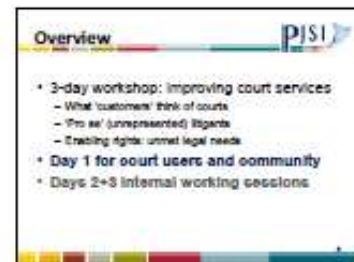 Overview
PJSI
• 3-day workshop: improving court services
– What 'customers' think of courts
– 'Pro se' (unrepresented) litigants
– Enabling rights: unmet legal needs
• Day 1 for court users and community
• Days 2+3 internal working sessions